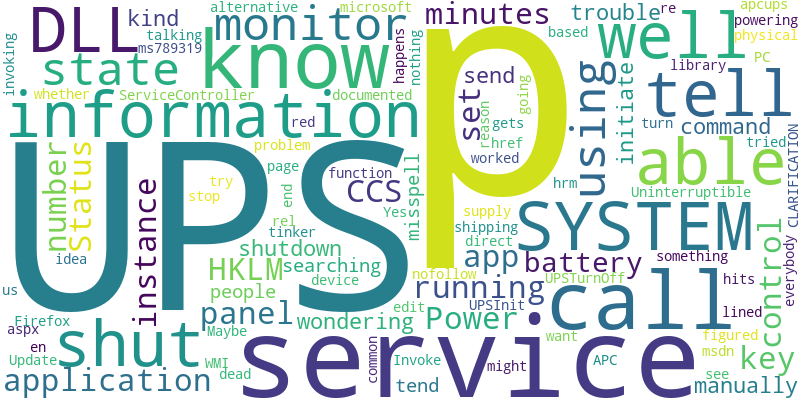 invoking
DLL
kind
ms789319
talking
alternative
microsoft
monitor
happens
re
minutes
nothing
trouble
based
well
apcups
powering
physical
PC
state
know
whether
ServiceController
documented
send
library
information
red
set
reason
going
gets
using
initiate
tell
command
turn
tried
CLARIFICATION
UPS
p
number
Status
instance
problem
page
function
try
stop
end
CCS
misspell
href
worked
able
hrm
Uninterruptible
idea
rel
tinker
Yes
shutdown
HKLM
searching
people
device
supply
shipping
direct
app
nofollow
SYSTEM
battery
something
control
everybody
us
Firefox
aspx
en
Update
shut
panel
Maybe
wondering
edit
running
UPSInit
Power
UPSTurnOff
call
hits
lined
figured
msdn
key
dead
WMI
application
service
common
Invoke
tend
might
want
APC
see
manually